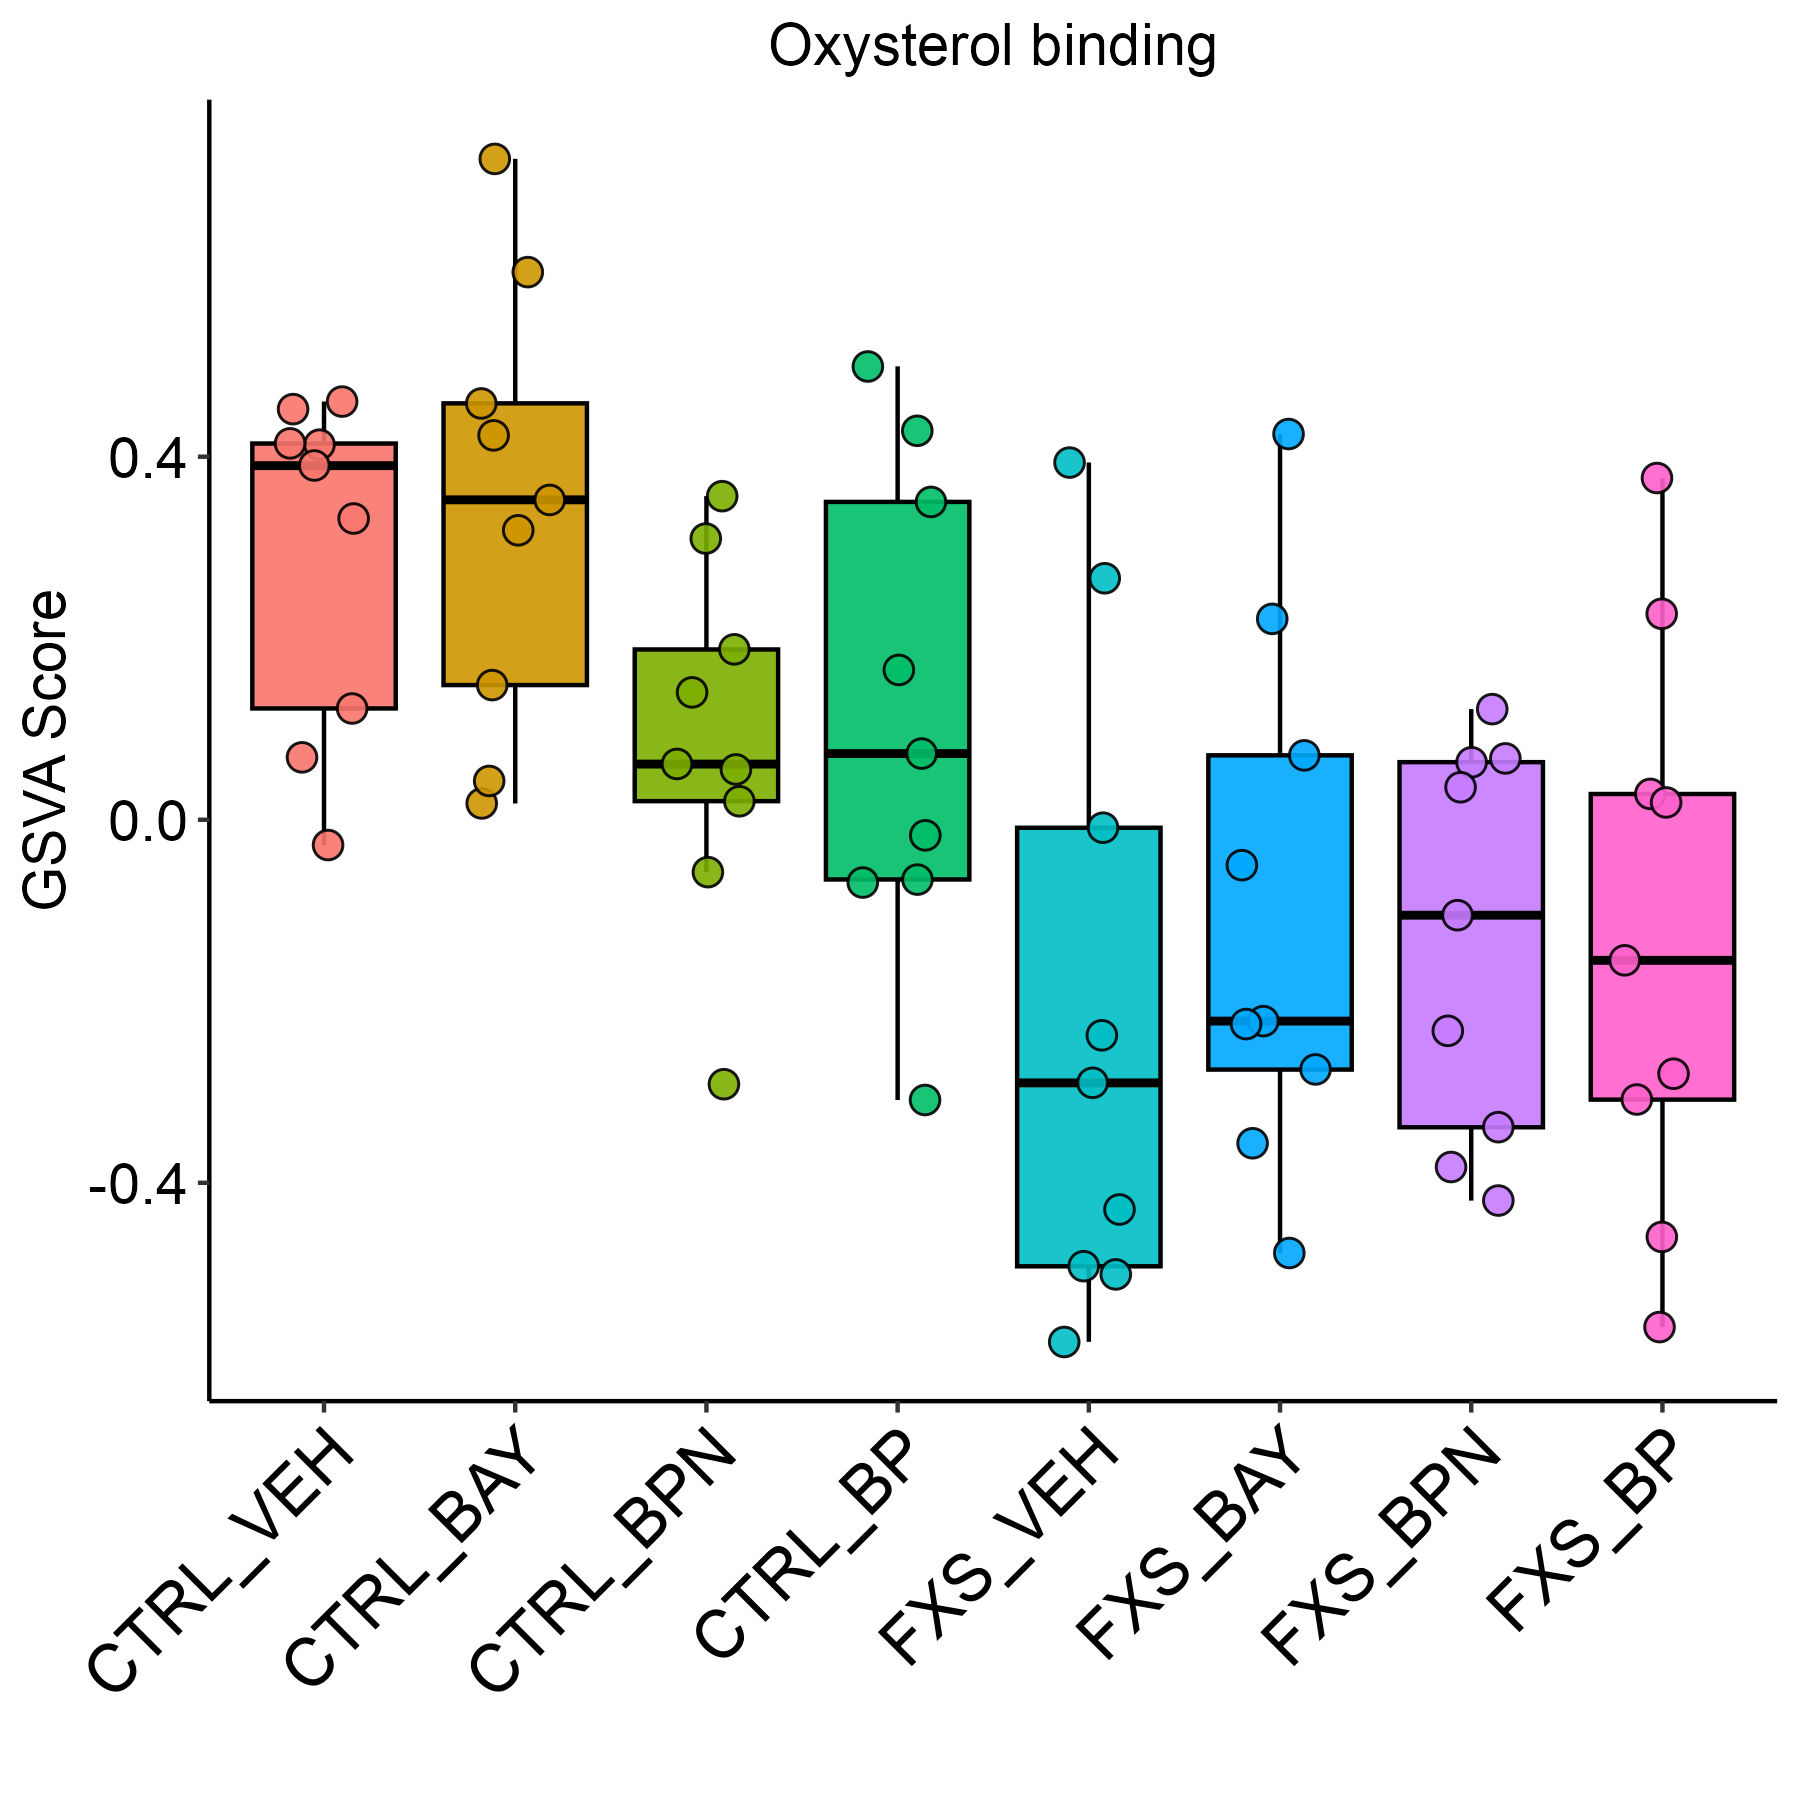 Oxysterol binding
GSVA Score
0.4
0.0
-0.4
CTRL_VEH
CTRL_BAY
CTRL_BPN
CTRL_BP
FXS_VEH
FXS_BAY
FXS_BPN
FXS_BP